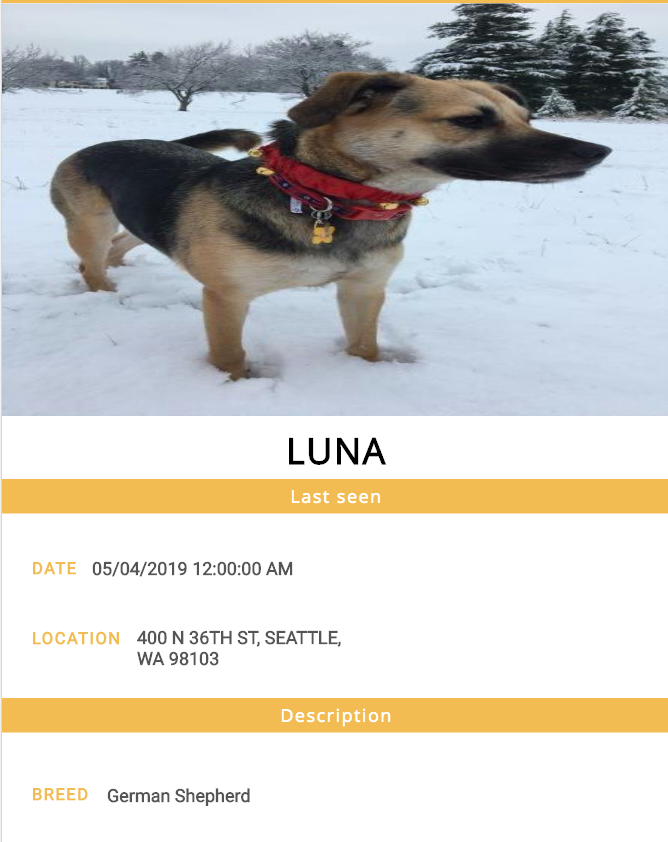 LUNA
Last seen
DATE 05/04/2019 12:00:00 AM
LOCATION 400 N 36TH ST, SEATTLE,
WA 98103
Description
BREED German Shepherd